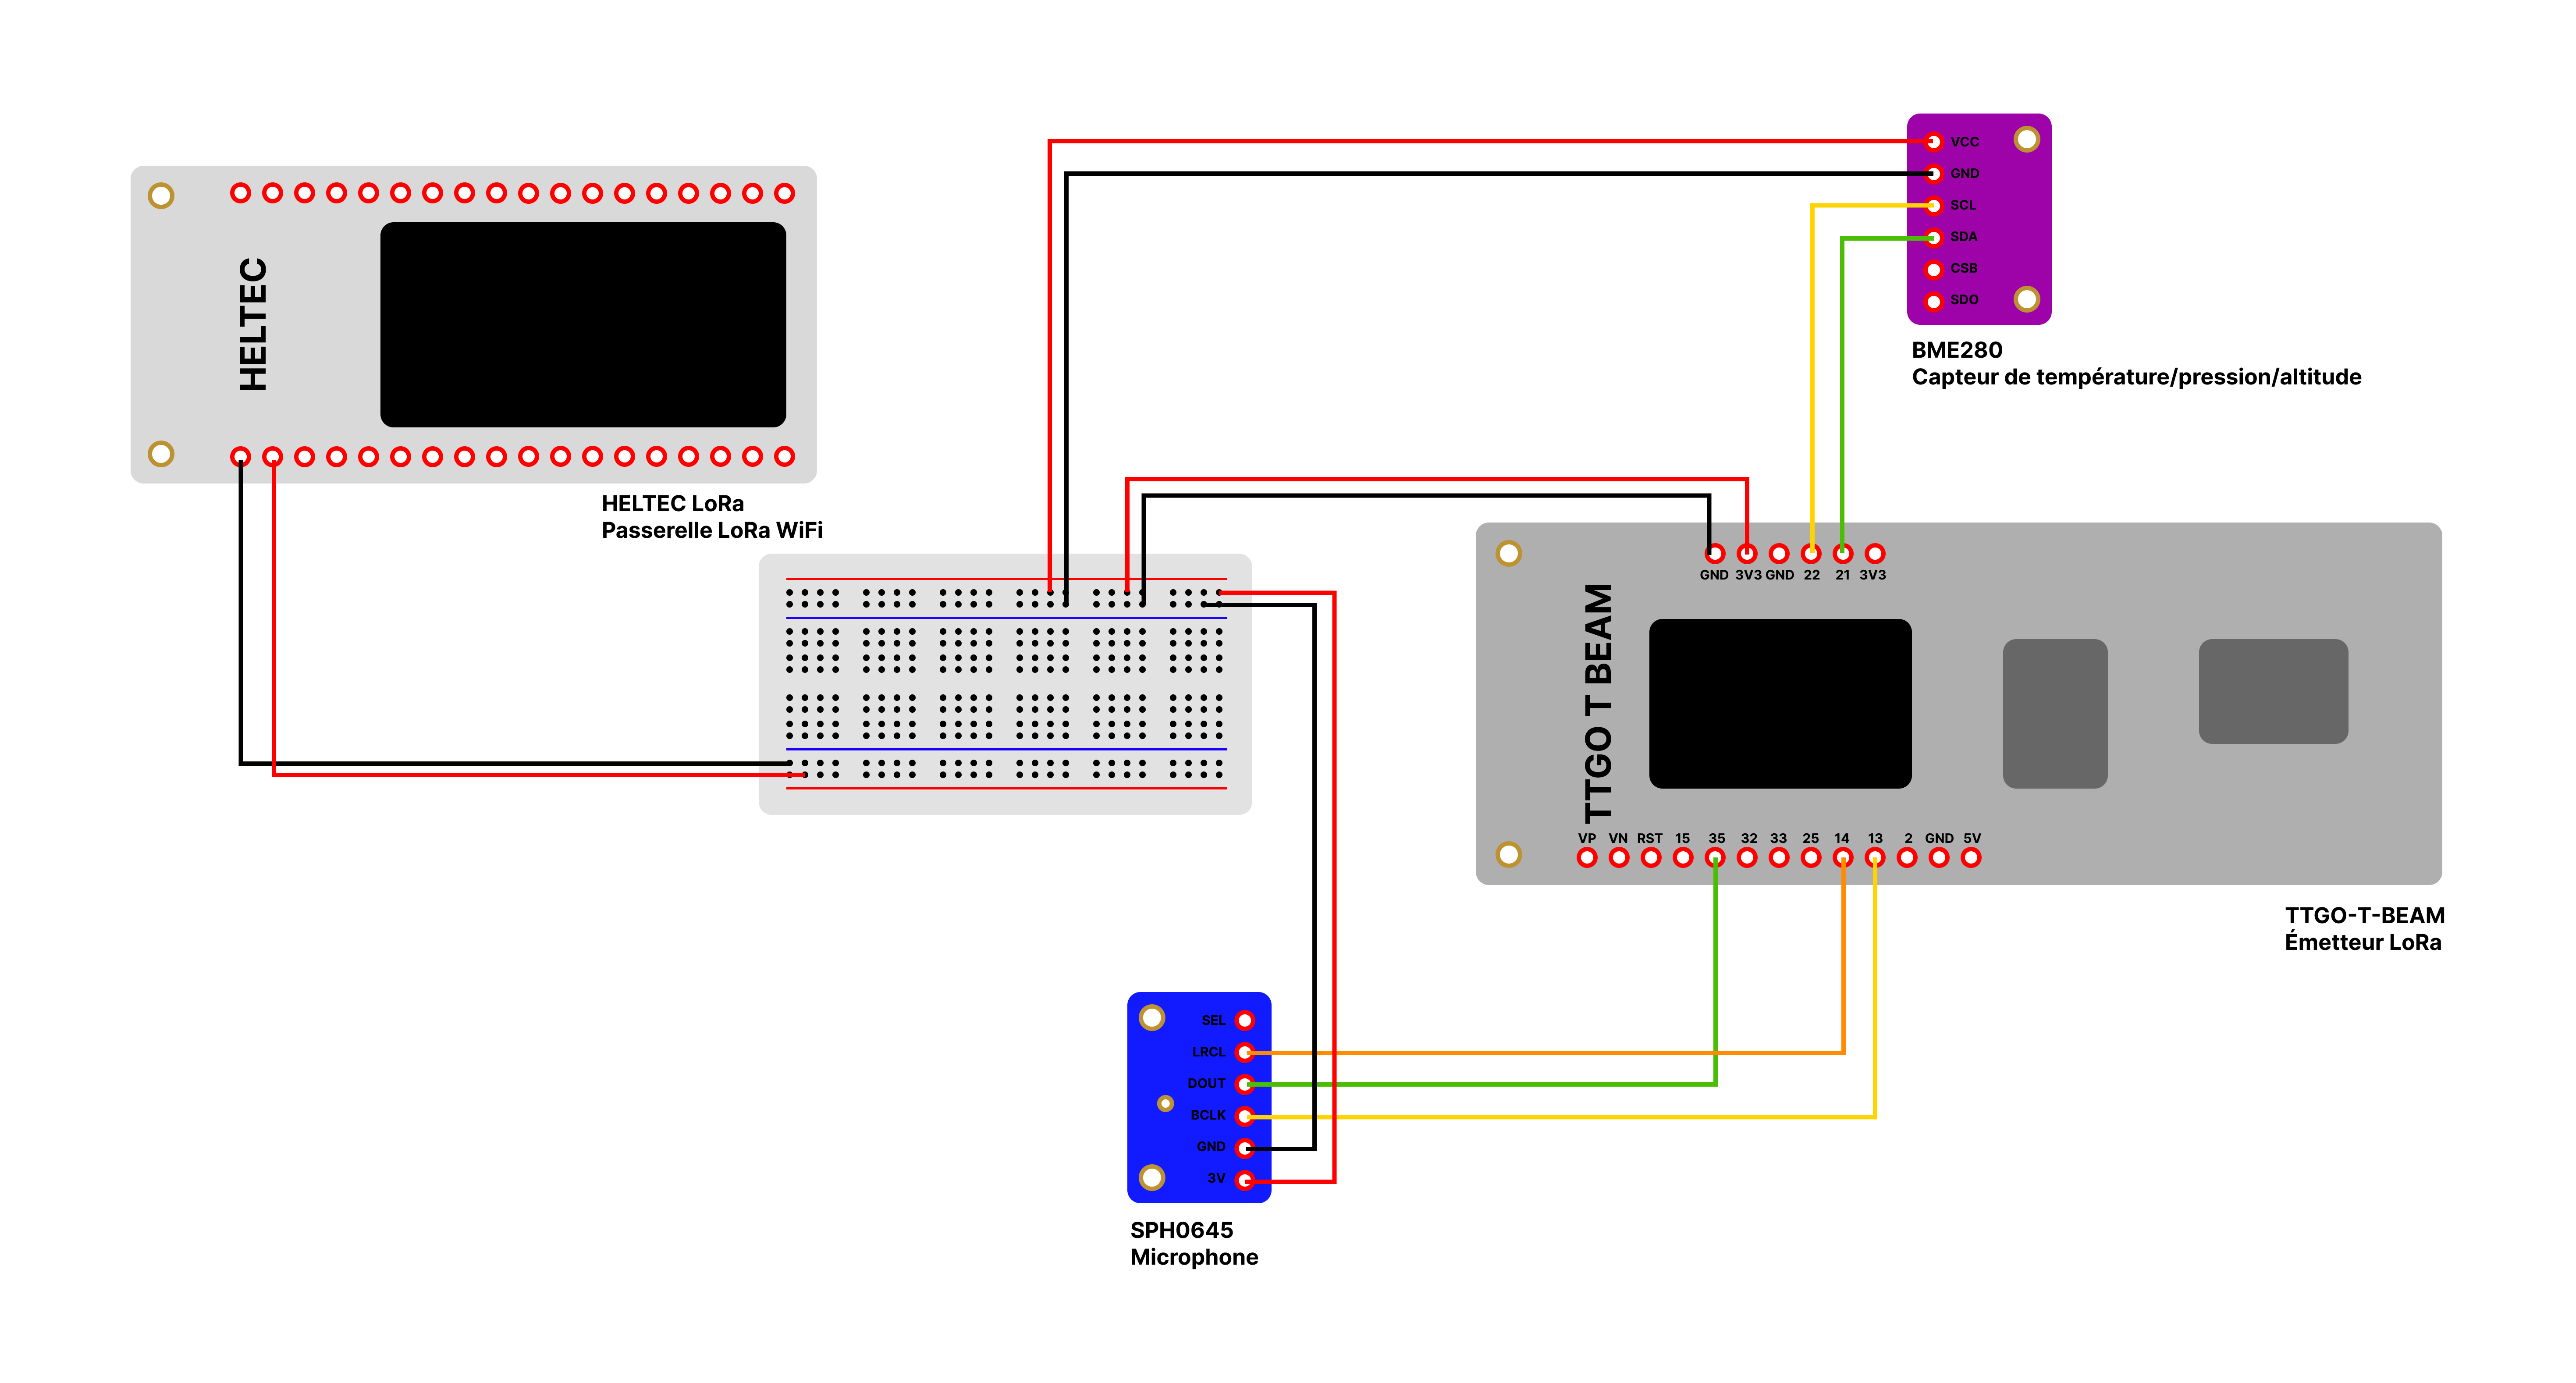 HELTEC
HELTEC LoRa
Passerelle LoRa WiFi
VCC
GND
SCL
SDA
CSB
SDO
BME280
Capteur de température/pression/altitude
GND 3V3 GND 22 21 3V3
TTGO T BEAM
VP VN RST 15 35 32 33 25 14 13 2 GND 5V
TTGO-T-BEAM
Émetteur LoRa
SEL
LRCL
DOUT
BCLK
GND
3V
SPH0645
Microphone